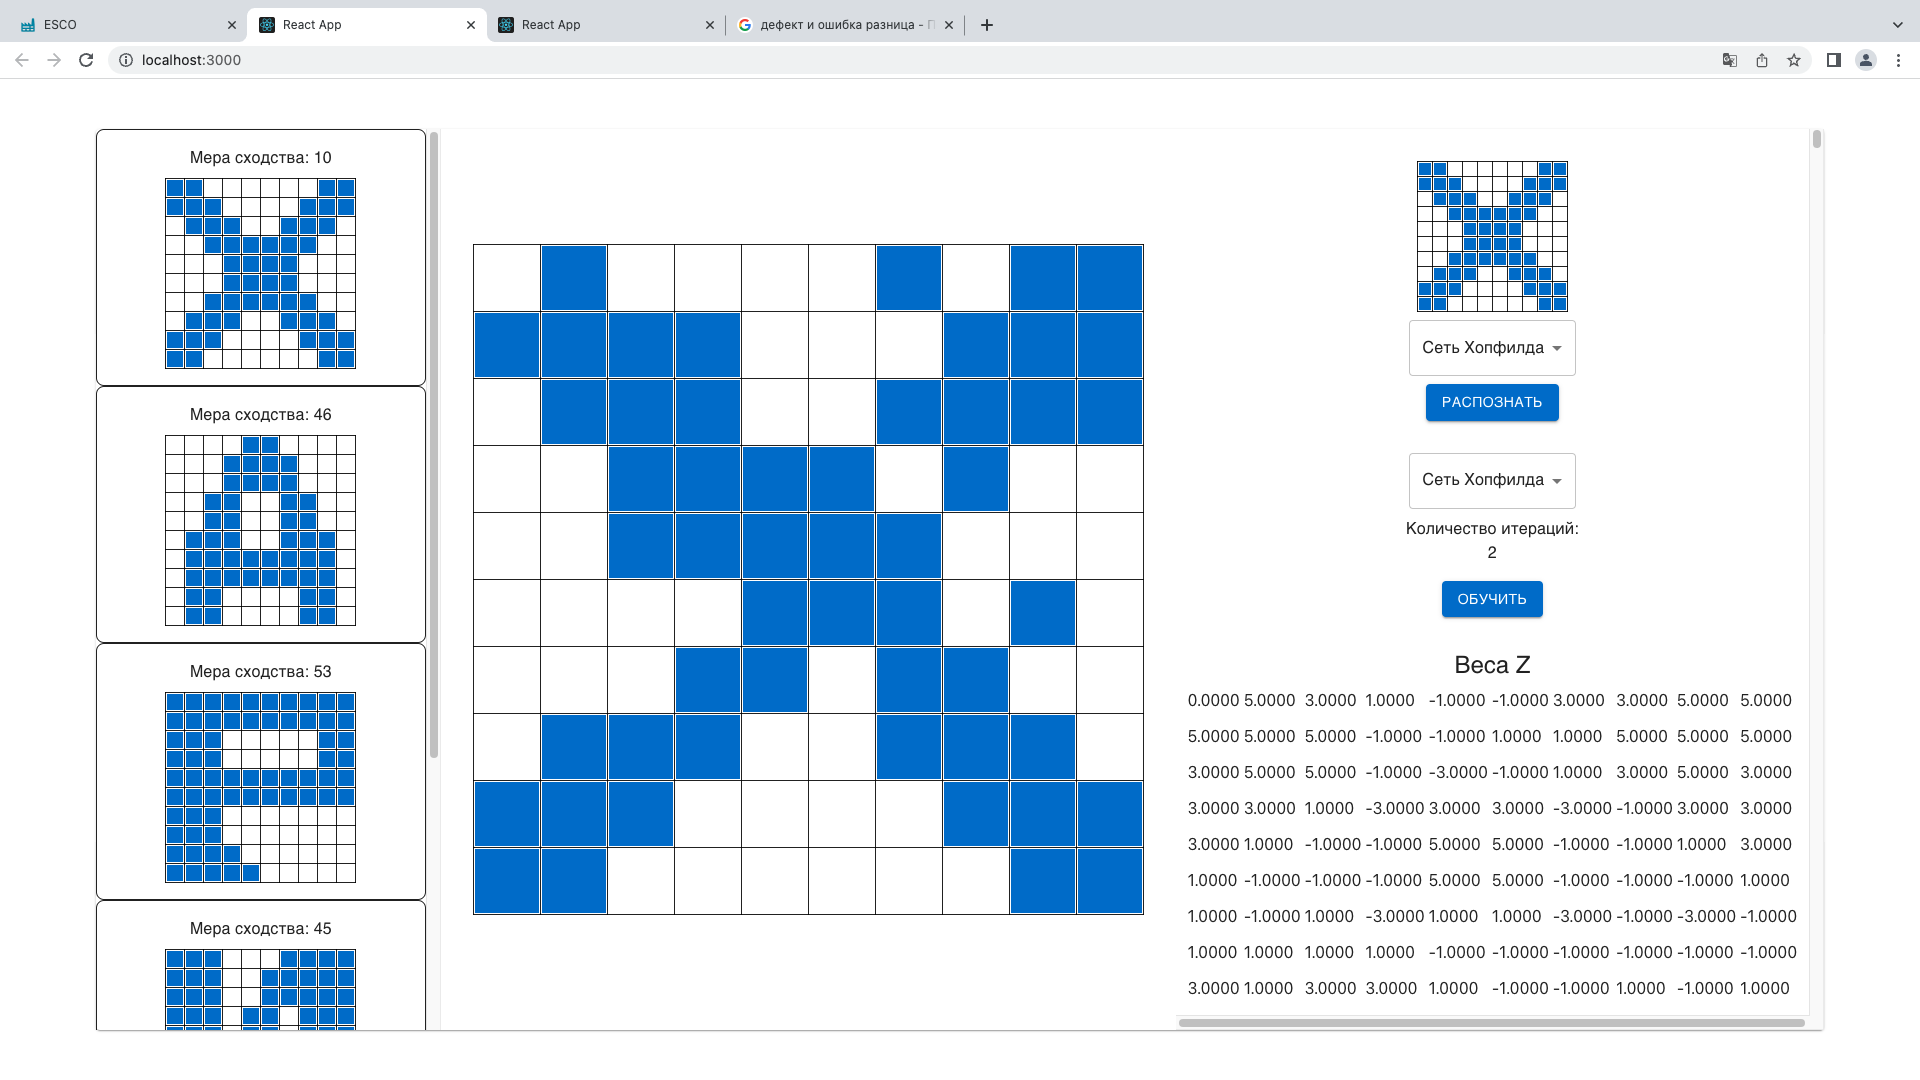 ESCO
React App
React App
дефект и ошибка разница - П
localhost:3000
Мера сходства: 10
Мера сходства: 46
Мера сходства: 53
Мера сходства: 45
Сеть Хопфилда
РАСПОЗНАТЬ
Сеть Хопфилда
Количество итераций:
2
ОБУЧИТЬ
Веса Z
0.0000 5.0000 3.0000 1.0000 -1.0000 -1.0000 3.0000 3.0000 5.0000 5.0000
5.0000 5.0000 5.0000 -1.0000 -1.0000 1.0000 1.0000 5.0000 5.0000 5.0000
3.0000 5.0000 5.0000 -1.0000 -3.0000 -1.0000 1.0000 3.0000 5.0000 3.0000
3.0000 3.0000 1.0000 -3.0000 3.0000 3.0000 -3.0000 -1.0000 3.0000 3.0000
3.0000 1.0000 -1.0000 -1.0000 5.0000 5.0000 -1.0000 -1.0000 1.0000 3.0000
1.0000 -1.0000 -1.0000 -1.0000 5.0000 5.0000 -1.0000 -1.0000 -1.0000 1.0000
1.0000 -1.0000 1.0000 -3.0000 1.0000 1.0000 -3.0000 -1.0000 -3.0000 -1.0000
1.0000 1.0000 1.0000 1.0000 -1.0000 -1.0000 -1.0000 -1.0000 -1.0000 -1.0000
3.0000 1.0000 3.0000 3.0000 1.0000 -1.0000 -1.0000 1.0000 -1.0000 1.0000